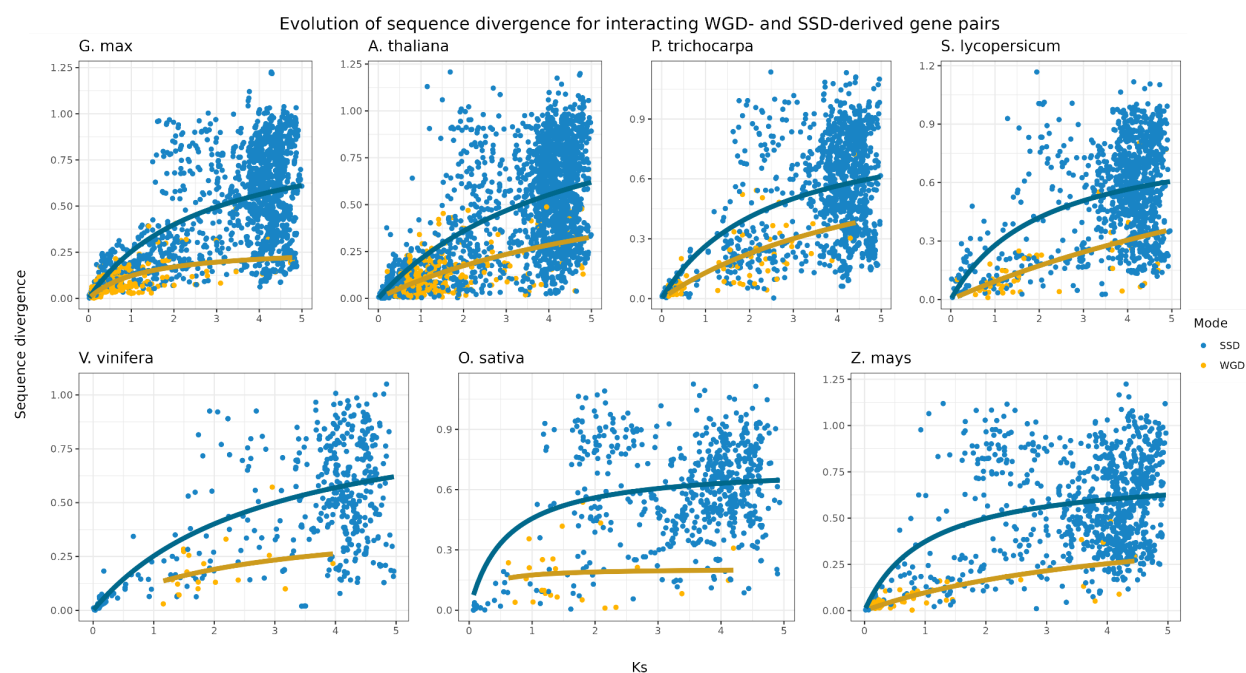 Evolution of sequence divergence for interacting WGD- and SSD-derived gene pairs
G. max
A. thaliana
P. trichocarpa
S. lycopersicum
1.25
1.00
0.75
0.50
0.25
0.00
0 1 2 3 4 5
1.25
1.00
0.75
0.50
0.25
0.00
0 1 2 3 4 5
0.9
0.6
0.3
0.0
0 1 2 3 4 5
1.2
0.9
0.6
0.3
0.0
0 1 2 3 4 5
Sequence divergence
Mode
SSD
WGD
V. vinifera
O. sativa
Z. mays
1.00
0.75
0.50
0.25
0.00
0 1 2 3 4 5
0.9
0.6
0.3
0.0
0 1 2 3 4 5
1.25
1.00
0.75
0.50
0.25
0.00
0 1 2 3 4 5
Ks